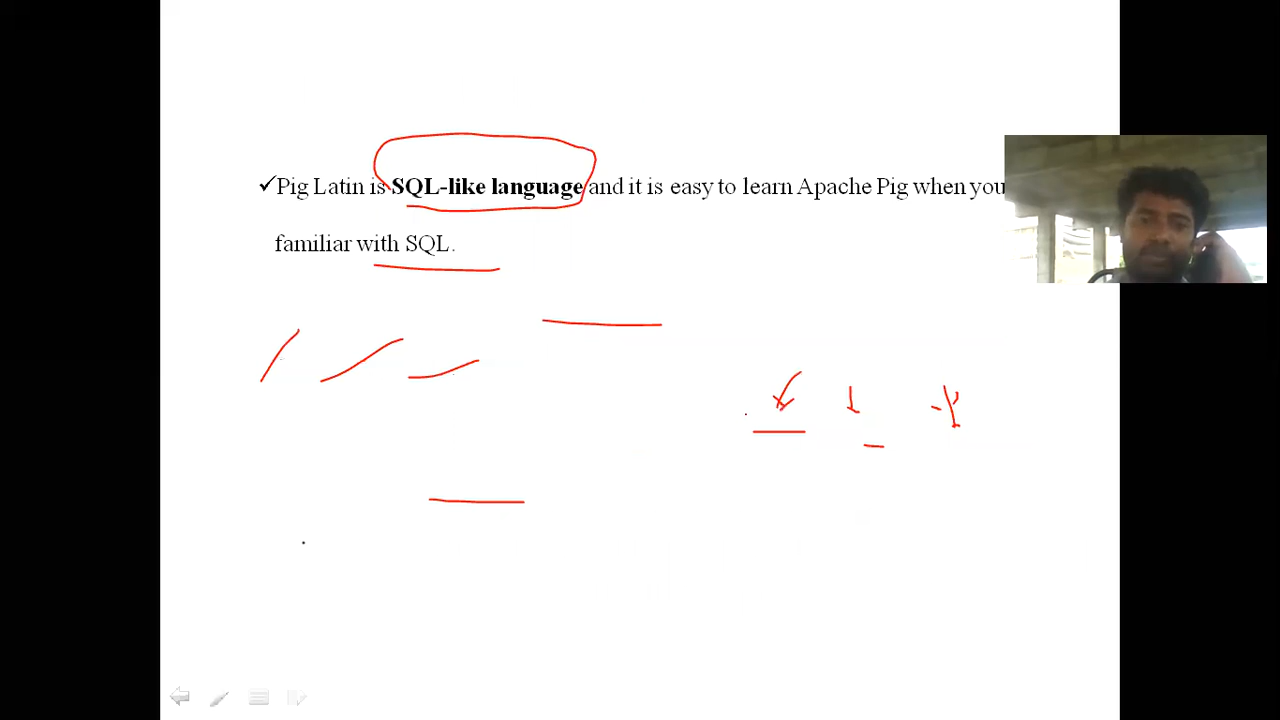 ✓Pig Latin is SQL-like language and it is easy to learn Apache Pig when you
familiar with SQL.